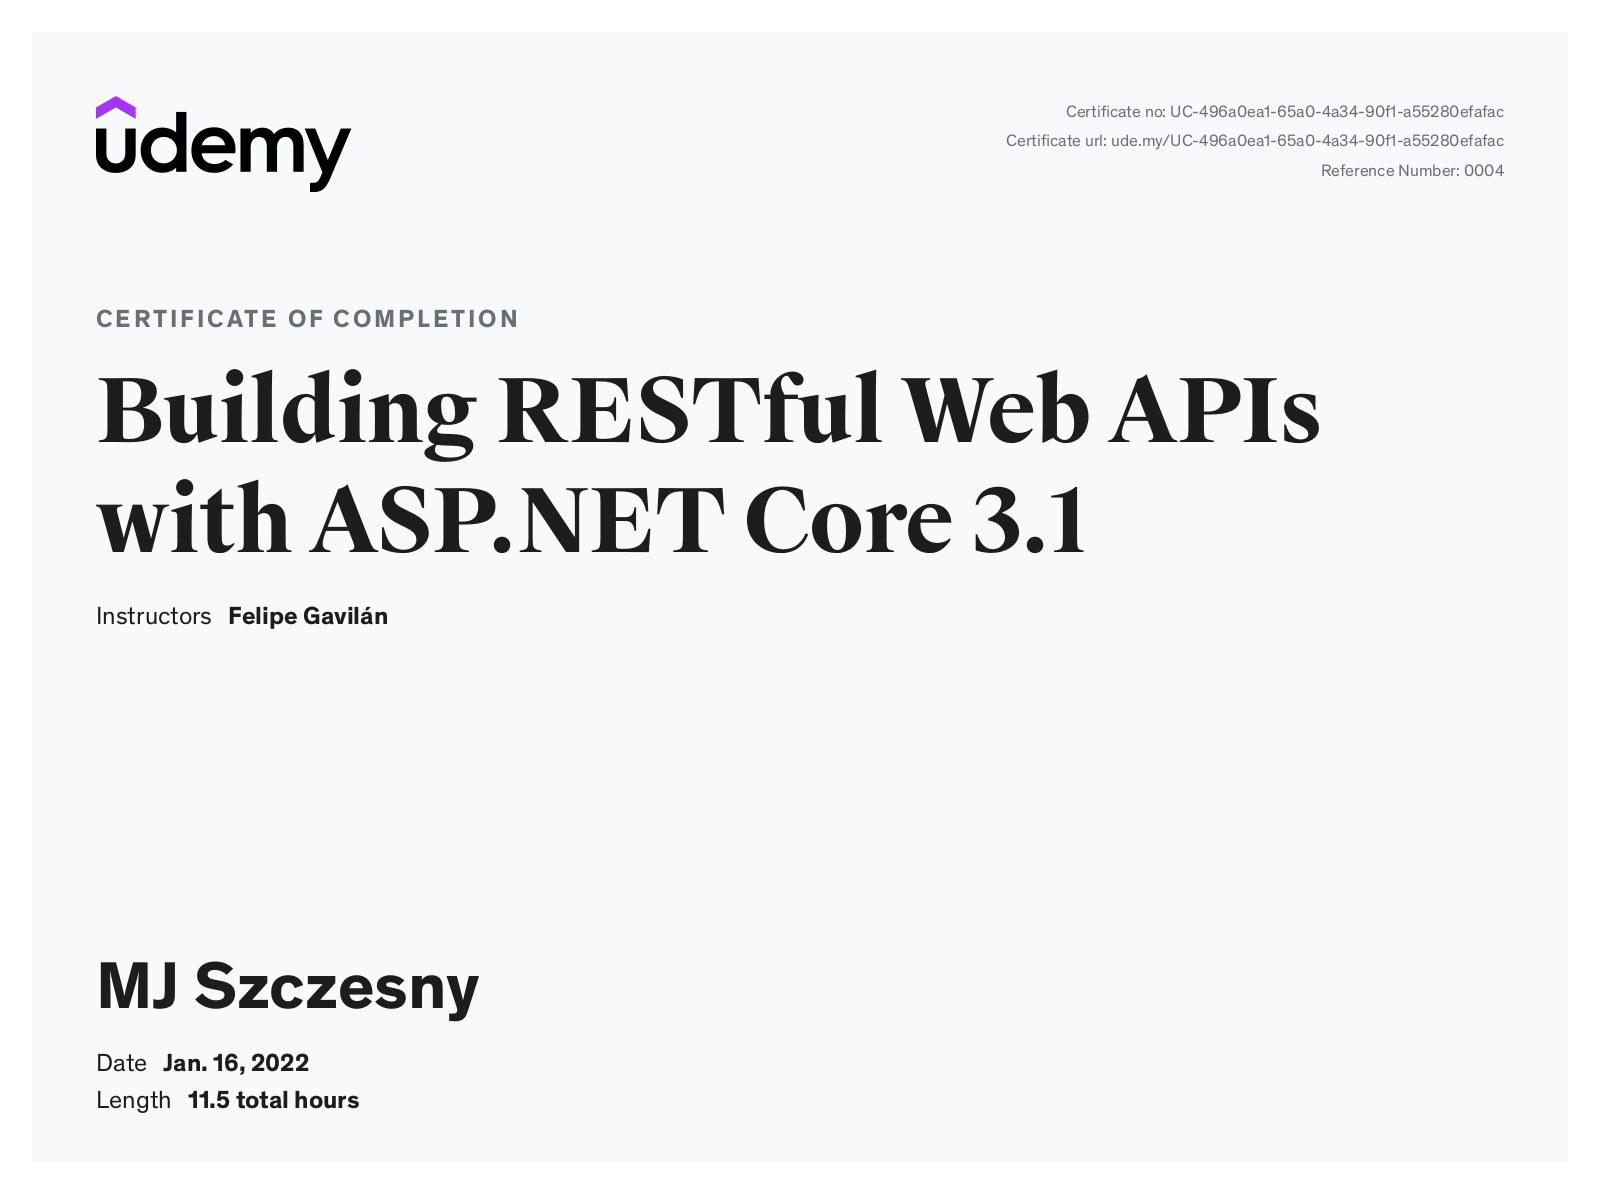 udemy
Certificate no: UC-496a0ea1-65a0-4a34-90f1-a55280efafac
Certificate url: ude.my/UC-496a0ea1-65a0-4a34-90f1-a55280efafac
Reference Number: 0004
CERTIFICATE OF COMPLETION
Building RESTful Web APIs
with ASP.NET Core 3.1
Instructors Felipe Gavilán
MJ Szczesny
Date Jan. 16, 2022
Length 11.5 total hours